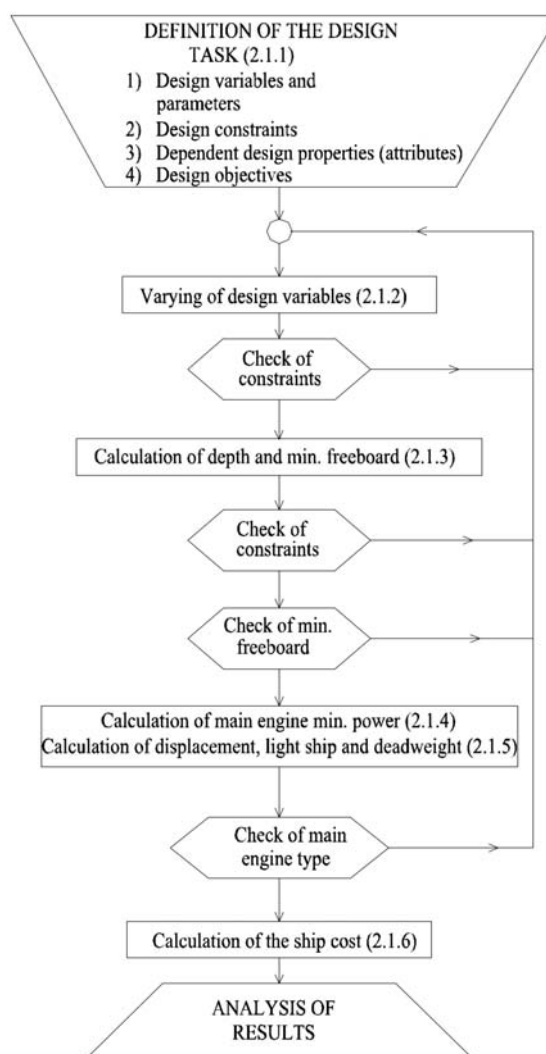 DEFINITION OF THE DESIGN
TASK (2.1.1)
1) Design variables and
parameters
2) Design constraints
3) Dependent design properties (attributes)
4) Design objectives
Varying of design variables (2.1.2)
Check of
constraints
Calculation of depth and min. freeboard (2.1.3)
Check of
constraints
Check of min.
freeboard
Calculation of main engine min. power (2.1.4)
Calculation of displacement, light ship and deadweight (2.1.5)
Check of main
engine type
Calculation of the ship cost (2.1.6)
ANALYSIS OF
RESULTS